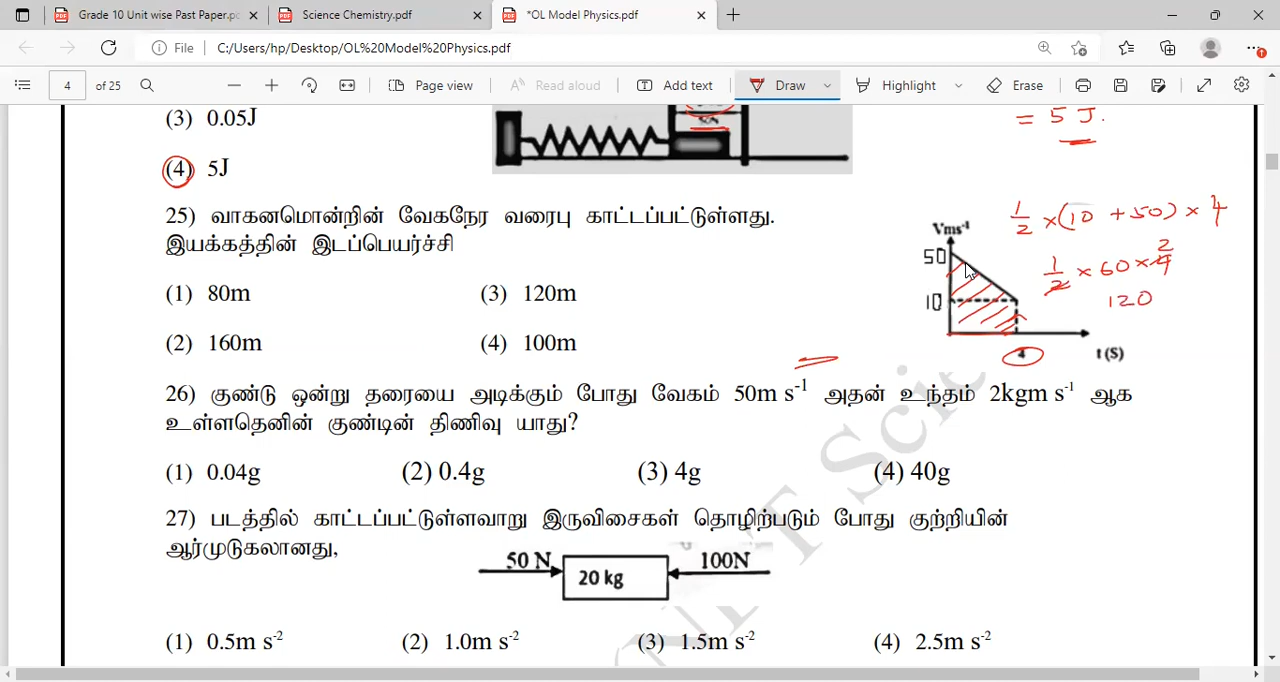 Grade 10 Unit wise Past Paper.pc
Science Chemistry.pdf
*OL Model Physics.pdf
File
C:/Users/hp/Desktop/OL%20Model%20Physics.pdf
4 of 25
Page view
Read aloud
Add text
Draw
Highlight
Erase
(3) 0.05J
= 5 J.
(4) 5J
25) வாகனமொன்றின் வேகநேர வரைபு காட்டப்பட்டுள்ளது.
இயக்கத்தின் இடப்பெயர்ச்சி
Vms⁻¹
50
10
4
t (S)
1/2 × (10 + 50) × 4
1/2 × 60 × 4 2
120
(1) 80m (3) 120m
(2) 160m (4) 100m
26) குண்டு ஒன்று தரையை அடிக்கும் போது வேகம் 50m s⁻¹ அதன் உந்தம் 2kgm s⁻¹ ஆக
உள்ளதெனின் குண்டின் திணிவு யாது?
(1) 0.04g (2) 0.4g (3) 4g (4) 40g
27) படத்தில் காட்டப்பட்டுள்ளவாறு இருவிசைகள் தொழிற்படும் போது குற்றியின்
ஆர்முடுகலானது,
50 N 20 kg 100N
(1) 0.5m s⁻² (2) 1.0m s⁻² (3) 1.5m s⁻² (4) 2.5m s⁻²